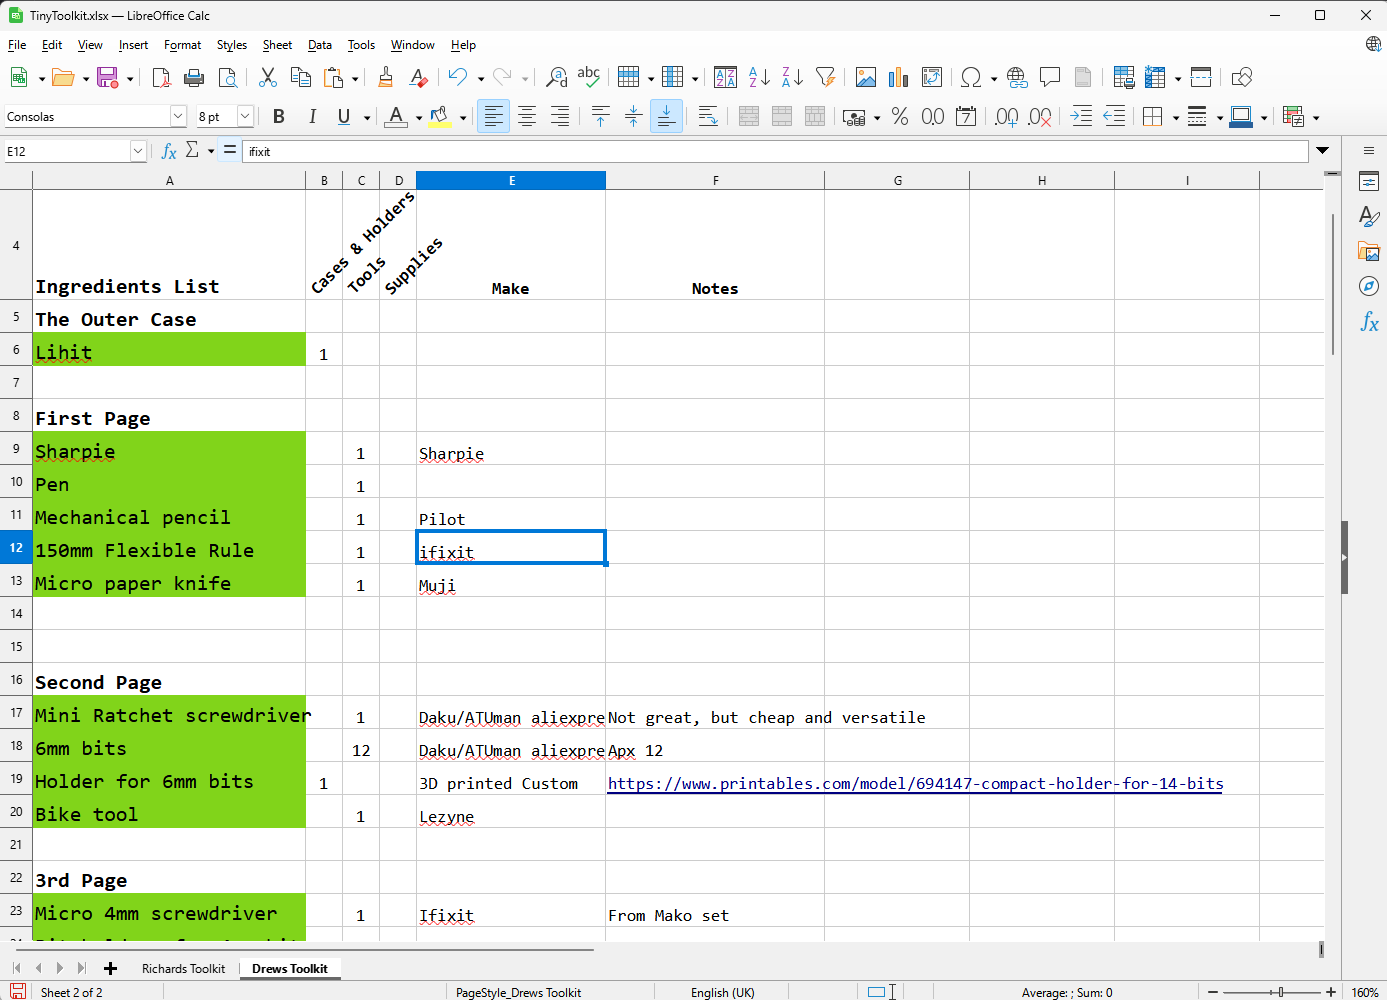 TinyToolkit.xlsx — LibreOffice Calc
File Edit View Insert Format Styles Sheet Data Tools Window Help
Consolas 8 pt
E12 ifixit
A B C D E F G H I
4 Ingredients List Cases & Holders Tools Supplies Make Notes
5 The Outer Case
6 Lihit 1
7
8 First Page
9 Sharpie 1 Sharpie
10 Pen 1
11 Mechanical pencil 1 Pilot
12 150mm Flexible Rule 1 ifixit
13 Micro paper knife 1 Muji
14
15
16 Second Page
17 Mini Ratchet screwdriver 1 Daku/ATUman aliexpre Not great, but cheap and versatile
18 6mm bits 12 Daku/ATUman aliexpre Apx 12
19 Holder for 6mm bits 1 3D printed Custom https://www.printables.com/model/694147-compact-holder-for-14-bits
20 Bike tool 1 Lezyne
21
22 3rd Page
23 Micro 4mm screwdriver 1 Ifixit From Mako set
Richards Toolkit Drews Toolkit
Sheet 2 of 2 PageStyle_Drews Toolkit English (UK) Average: ; Sum: 0 160%